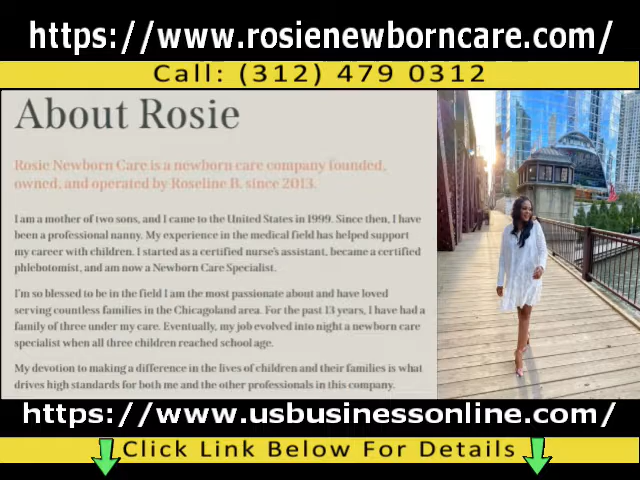 https://www.rosienewborncare.com/
Call: (312) 479 0312
About Rosie
Rosie Newborn Care is a newborn care company founded,
owned, and operated by Roseline B. since 2013.
I am a mother of two sons, and I came to the United States in 1999. Since then, I have
been a professional nanny. My experience in the medical field has helped support
my career with children. I started as a certified nurse's assistant, became a certified
phlebotomist, and am now a Newborn Care Specialist.
I'm so blessed to be in the field I am the most passionate about and have loved
serving countless families in the Chicagoland area. For the past 13 years, I have had a
family of three under my care. Eventually, my job evolved into night a newborn care
specialist when all three children reached school age.
My devotion to making a difference in the lives of children and their families is what
drives high standards for both me and the other professionals in this company.
https://www.usbusinessonline.com/
Click Link Below For Details